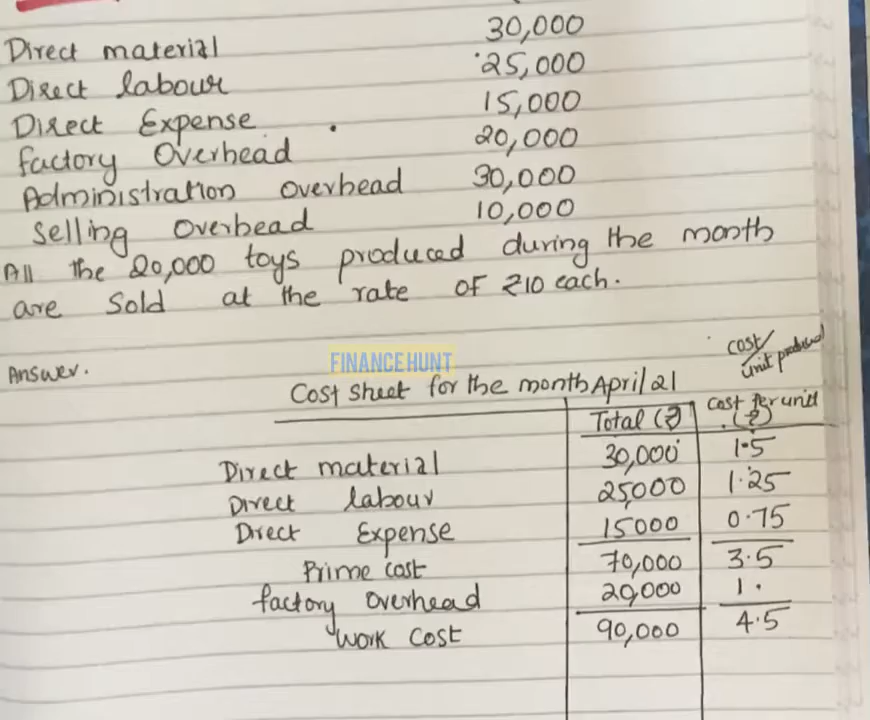 Direct material 30,000
Direct labour 25,000
Direct Expense 15,000
factory Overhead 20,000
Administration overhead 30,000
Selling Overhead 10,000
All the 20,000 toys produced during the month
are sold at the rate of ₹10 each.
Answer.
FINANCE HUNT
cost/
unit produced
Cost sheet for the month April/21
Total (₹) Cost per unit
(₹)
Direct material 30,000 1.5
Direct labour 25000 1.25
Direct Expense 15000 0.75
Prime cost 70,000 3.5
factory overhead 20,000 1.
Work Cost 90,000 4.5